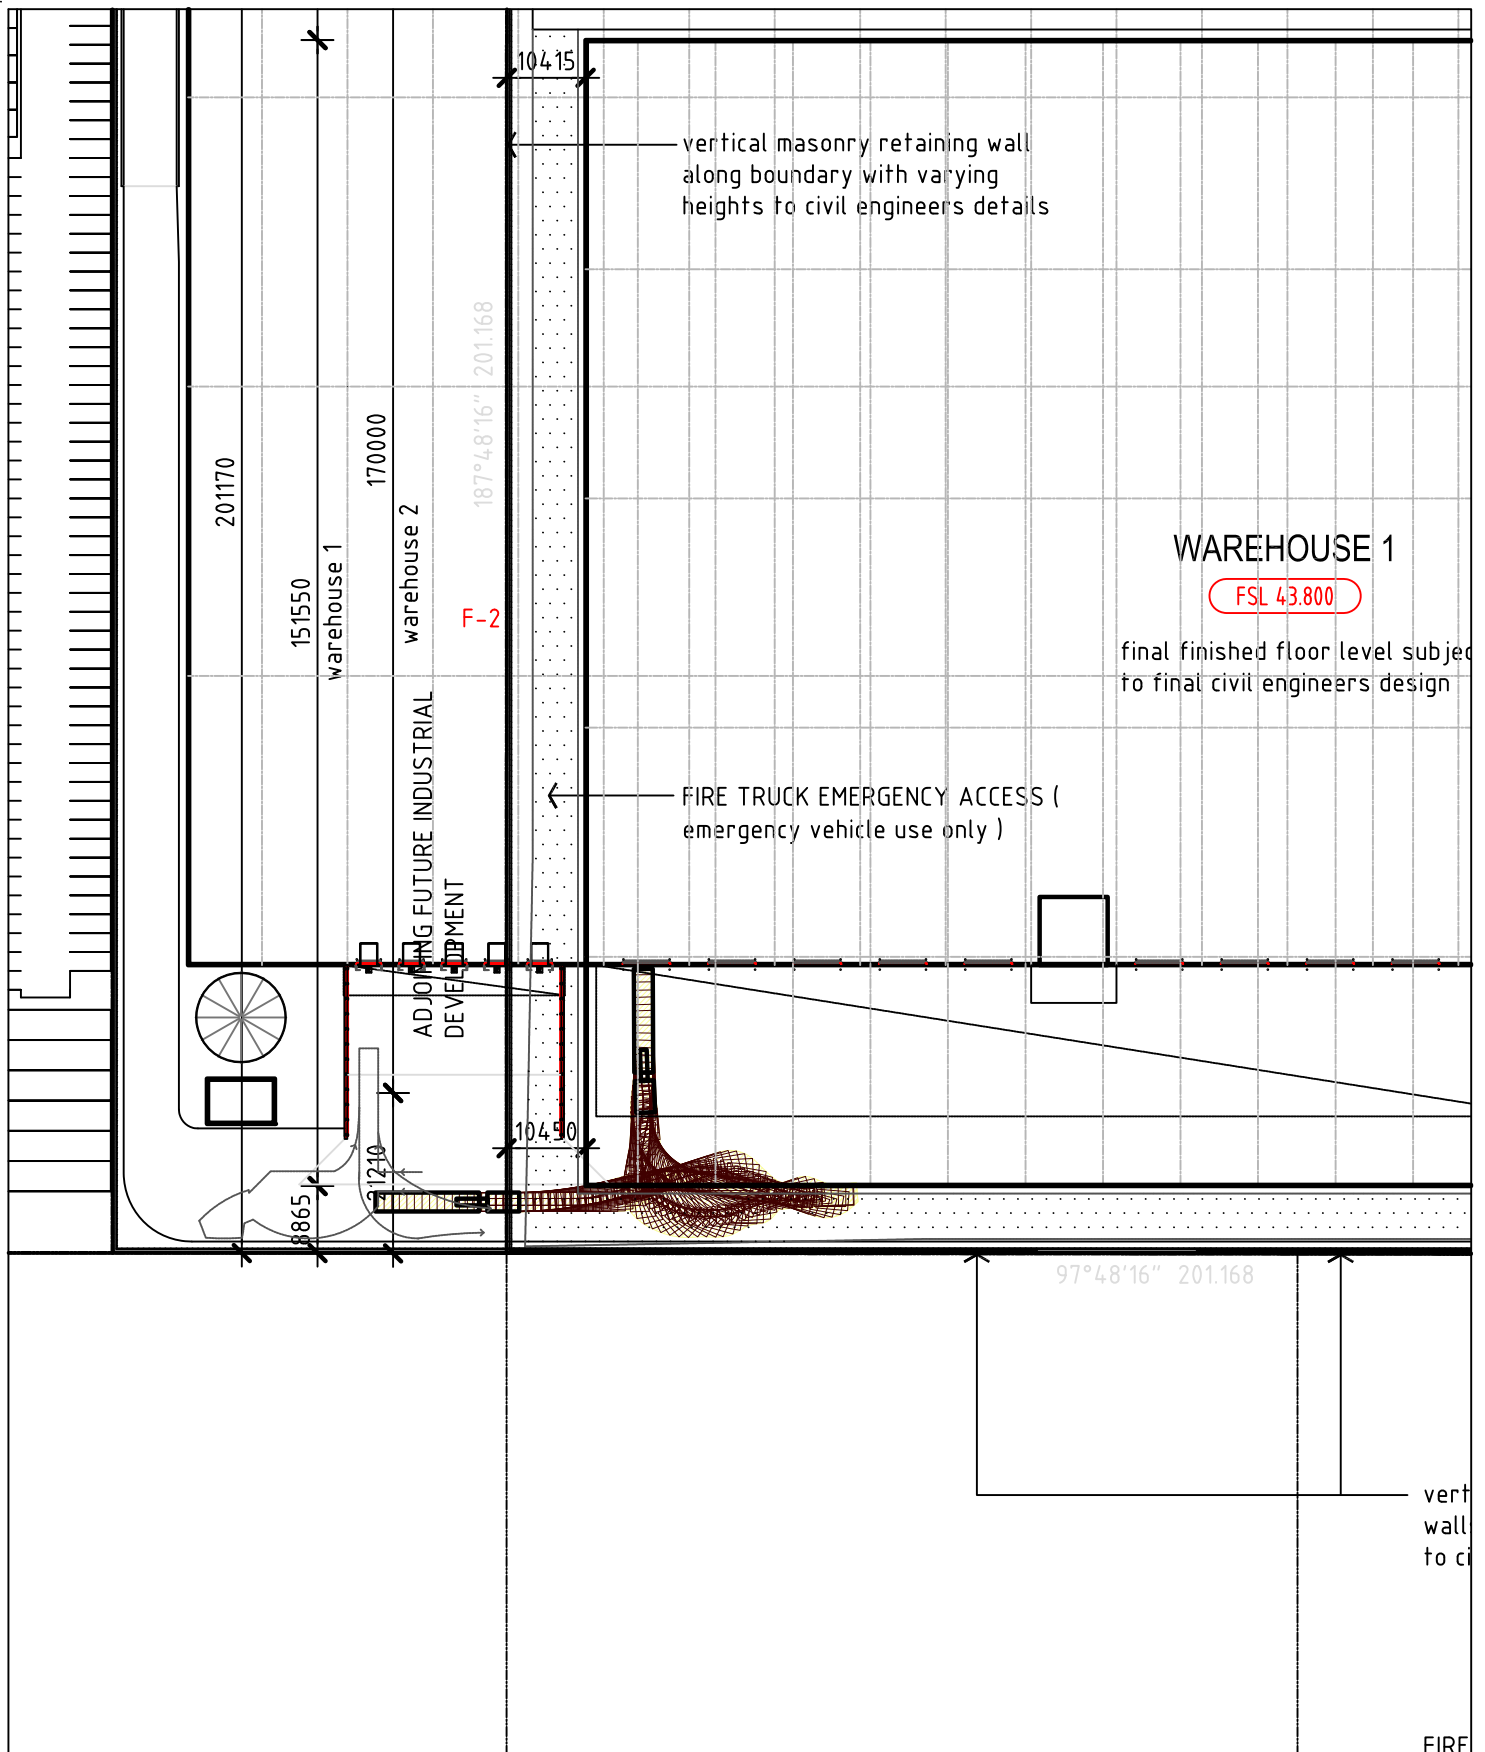 10415
vertical masonry retaining wall
along boundary with varying
heights to civil engineers details
187°48'16" 201.168
201170
170000
warehouse 2
151550
warehouse 1
F-2
WAREHOUSE 1
FSL 43.800
final finished floor level subjec
to final civil engineers design
ADJOINING FUTURE INDUSTRIAL
DEVELOPMENT
FIRE TRUCK EMERGENCY ACCESS (
emergency vehicle use only )
10450
21210
8865
97°48'16" 201.168
vert
wall
to ci
FIRE